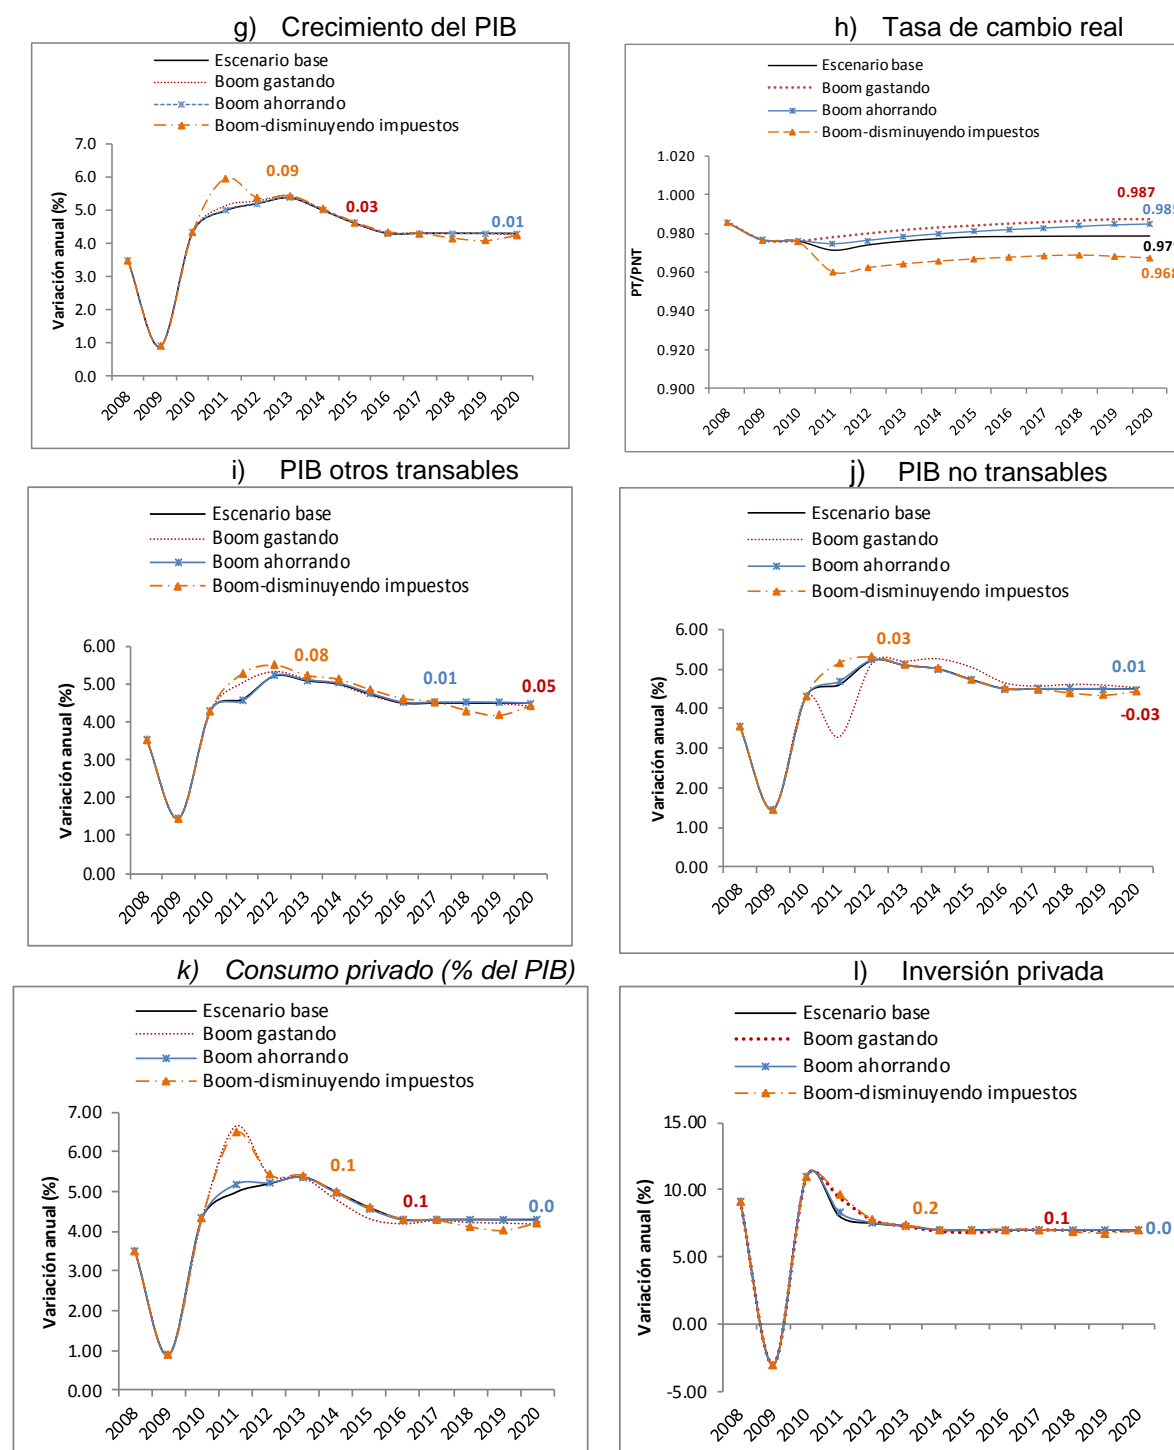 g) Crecimiento del PIB
Escenario base
Boom gastando
Boom ahorrando
Boom-disminuyendo impuestos
Variación anual (%)
7.0
6.0
5.0
4.0
3.0
2.0
1.0
0.0
0.09
0.03
0.01
2008 2009 2010 2011 2012 2013 2014 2015 2016 2017 2018 2019 2020
h) Tasa de cambio real
Escenario base
Boom gastando
Boom ahorrando
Boom-disminuyendo impuestos
PT/PNT
1.020
1.000
0.980
0.960
0.940
0.920
0.900
0.987
0.985
0.97
0.968
2008 2009 2010 2011 2012 2013 2014 2015 2016 2017 2018 2019 2020
i) PIB otros transables
Escenario base
Boom gastando
Boom ahorrando
Boom-disminuyendo impuestos
Variación anual (%)
6.00
5.00
4.00
3.00
2.00
1.00
0.00
0.08
0.01
0.05
2008 2009 2010 2011 2012 2013 2014 2015 2016 2017 2018 2019 2020
j) PIB no transables
Escenario base
Boom gastando
Boom ahorrando
Boom-disminuyendo impuestos
Variación anual (%)
6.00
5.00
4.00
3.00
2.00
1.00
0.00
0.03
0.01
-0.03
2008 2009 2010 2011 2012 2013 2014 2015 2016 2017 2018 2019 2020
k) Consumo privado (% del PIB)
Escenario base
Boom gastando
Boom ahorrando
Boom-disminuyendo impuestos
Variación anual (%)
7.00
6.00
5.00
4.00
3.00
2.00
1.00
0.00
0.1
0.1
0.0
2008 2009 2010 2011 2012 2013 2014 2015 2016 2017 2018 2019 2020
l) Inversión privada
Escenario base
Boom gastando
Boom ahorrando
Boom-disminuyendo impuestos
Variación anual (%)
15.00
10.00
5.00
0.00
-5.00
0.2
0.1
0.0
2008 2009 2010 2011 2012 2013 2014 2015 2016 2017 2018 2019 2020